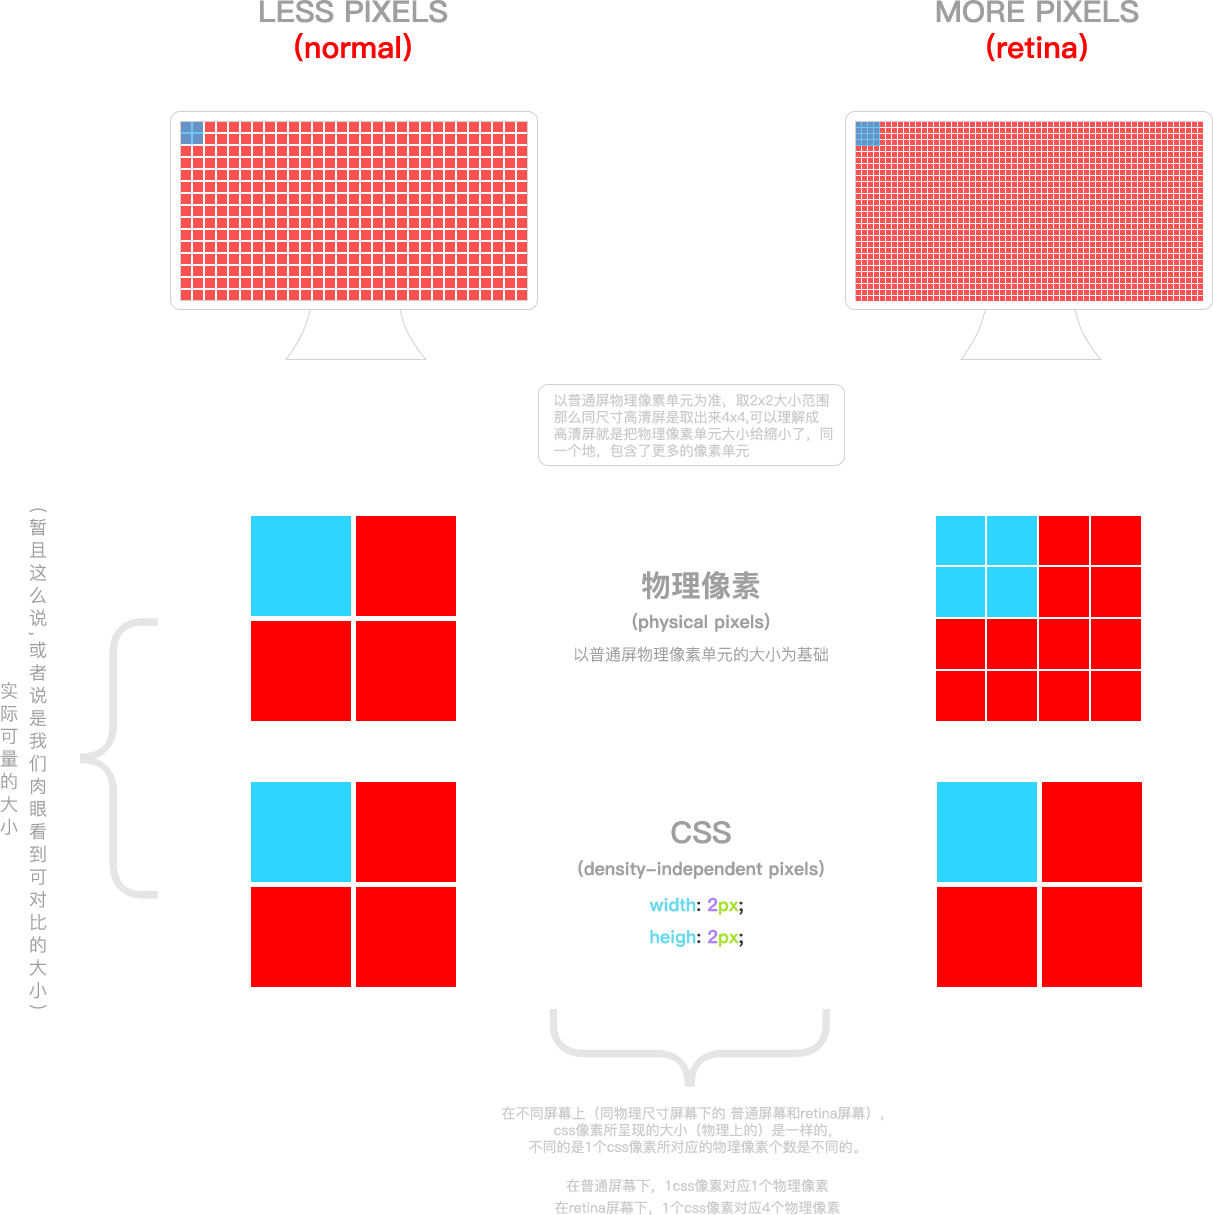 LESS PIXELS
(normal)
MORE PIXELS
(retina)
以普通屏物理像素单元为准，取2x2大小范围
那么同尺寸高清屏是取出来4x4,可以理解成
高清屏就是把物理像素单元大小给缩小了，同
一个地，包含了更多的像素单元
实际可量的大小
（暂且这么说,或者说是我们肉眼看到可对比的大小）
物理像素
(physical pixels)
以普通屏物理像素单元的大小为基础
CSS
(density-independent pixels)
width: 2px;
heigh: 2px;
在不同屏幕上（同物理尺寸屏幕下的 普通屏幕和retina屏幕），
css像素所呈现的大小（物理上的）是一样的，
不同的是1个css像素所对应的物理像素个数是不同的。
在普通屏幕下，1css像素对应1个物理像素
在retina屏幕下，1个css像素对应4个物理像素